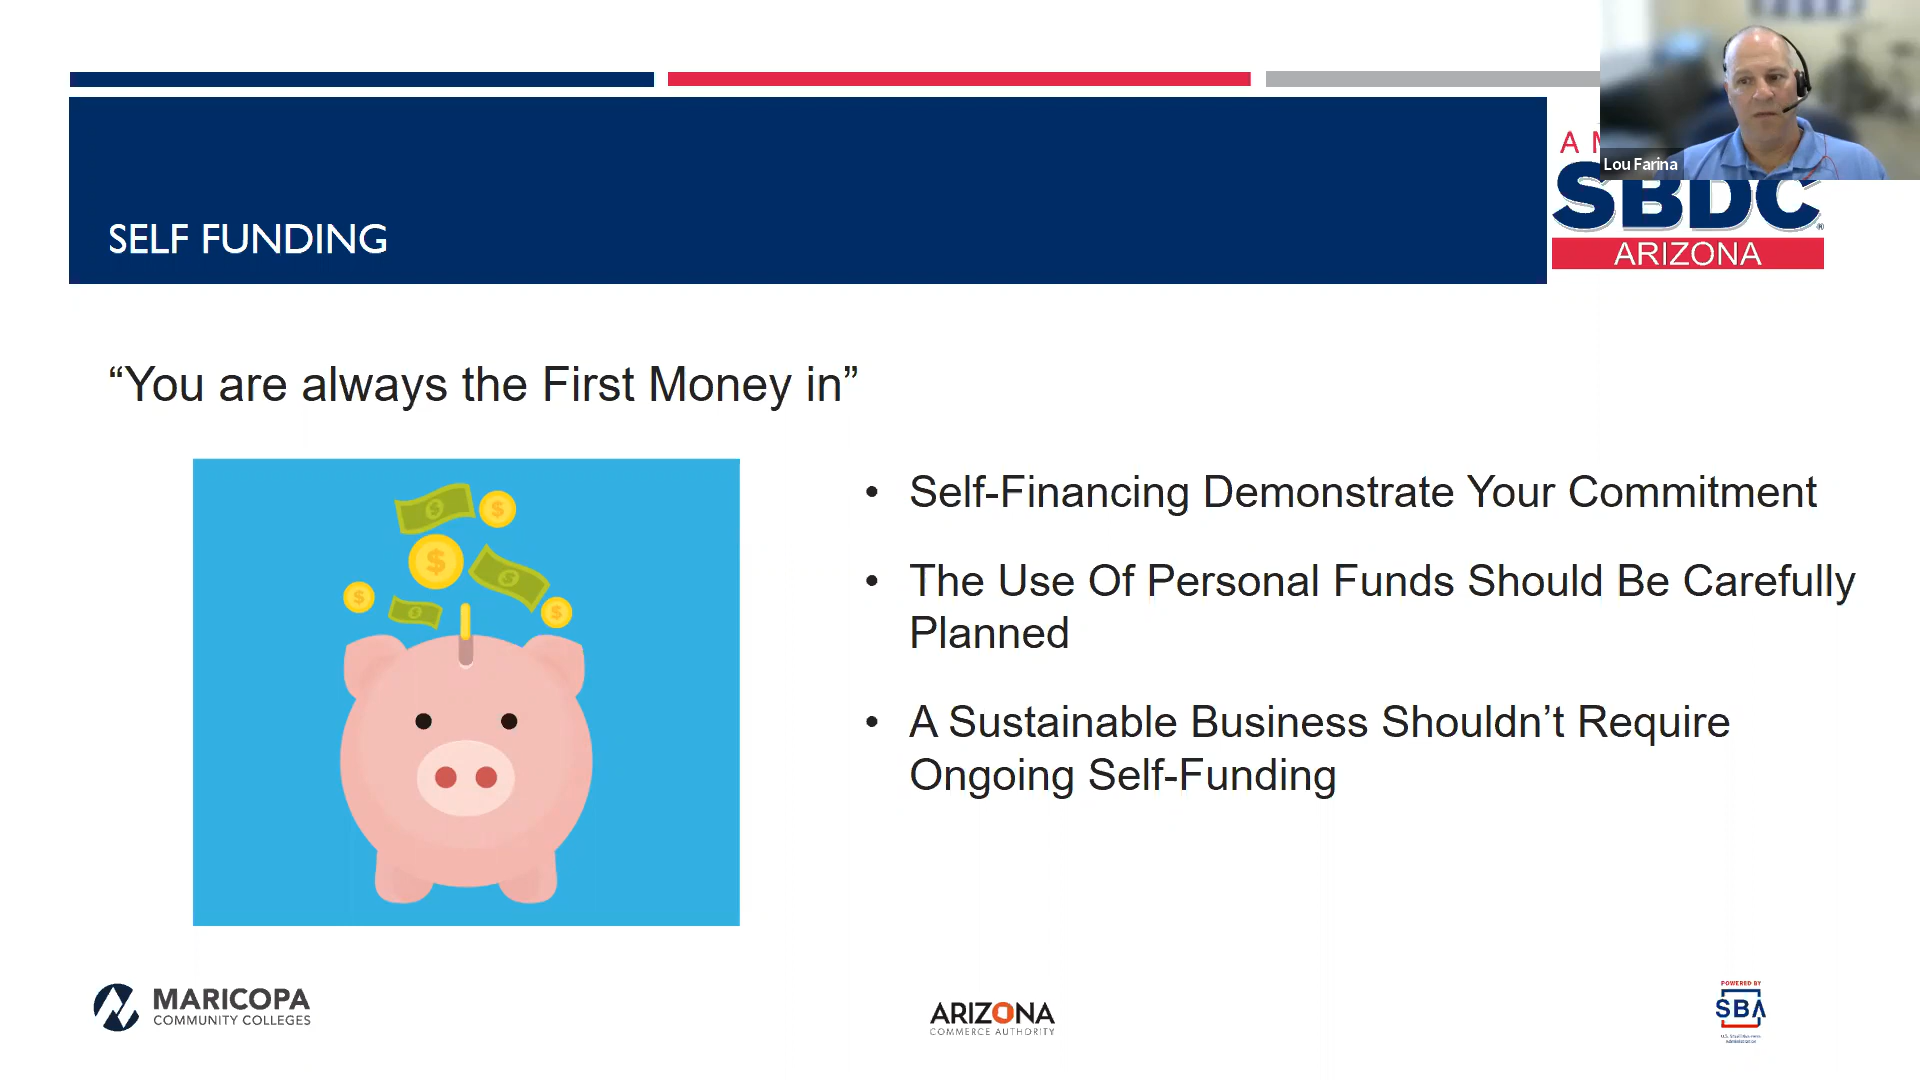 Lou Farina
A
SBDC
ARIZONA
SELF FUNDING
“You are always the First Money in”
• Self-Financing Demonstrate Your Commitment
• The Use Of Personal Funds Should Be Carefully
Planned
• A Sustainable Business Shouldn’t Require
Ongoing Self-Funding
$
$
$
$
$
$
$
MARICOPA
COMMUNITY COLLEGES
ARIZONA
COMMERCE AUTHORITY
POWERED BY
SBA